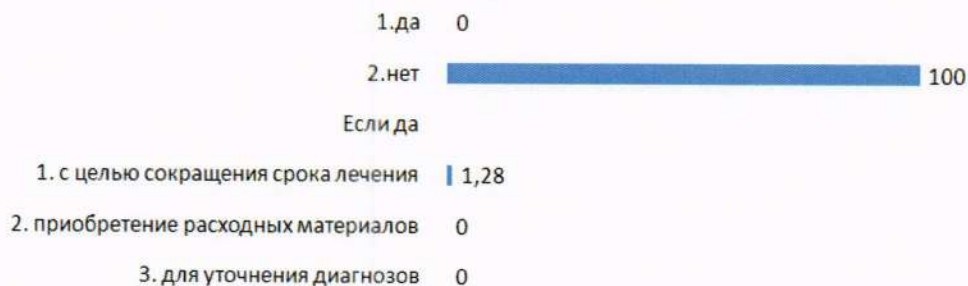 1.да 0
2.нет 100
Если да
1. с целью сокращения срока лечения 1,28
2. приобретение расходных материалов 0
3. для уточнения диагнозов 0